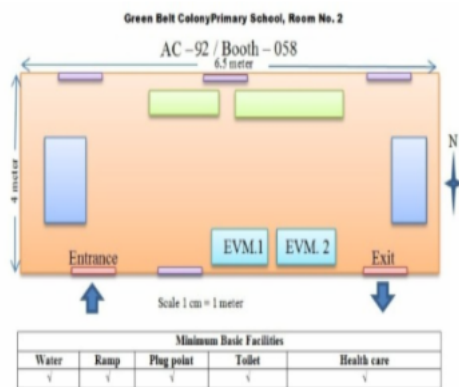 Green Belt ColonyPrimary School, Room No. 2
AC –92 / Booth – 058
6.5 meter
4 meter
N
EVM.1 EVM. 2
Entrance Exit
Scale 1 cm = 1 meter
Minimum Basic Facilities
Water Ramp Plug point Toilet Health care
√ √ √ √ √